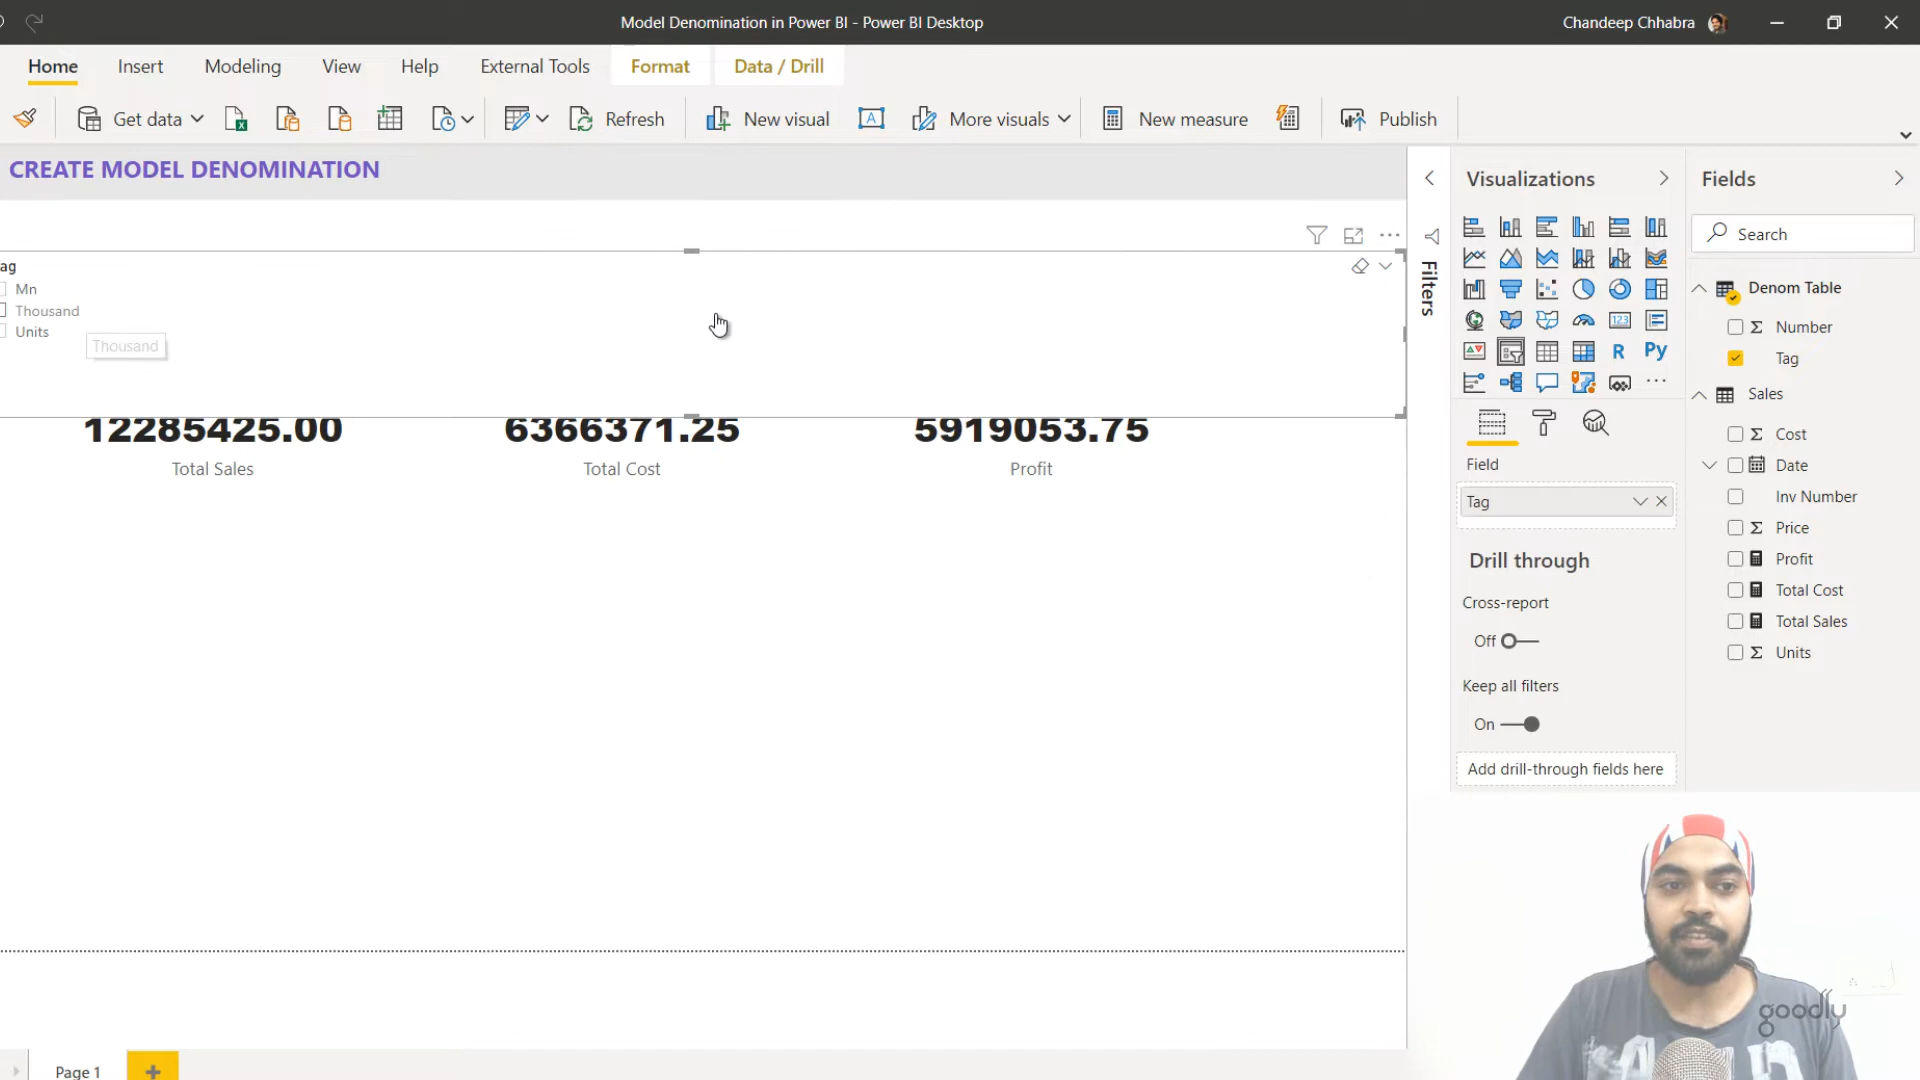 Model Denomination in Power BI - Power BI Desktop
Chandeep Chhabra
Home Insert Modeling View Help External Tools Format Data / Drill
Get data Refresh New visual More visuals New measure Publish
CREATE MODEL DENOMINATION
ag
Mn
Thousand
Units
Thousand
12285425.00
Total Sales
6366371.25
Total Cost
5919053.75
Profit
Filters
Visualizations
123
R
Py
Field
Tag
Drill through
Cross-report
Off
Keep all filters
On
Add drill-through fields here
Fields
Search
Denom Table
Number
Tag
Sales
Cost
Date
Inv Number
Price
Profit
Total Cost
Total Sales
Units
goodly
Page 1